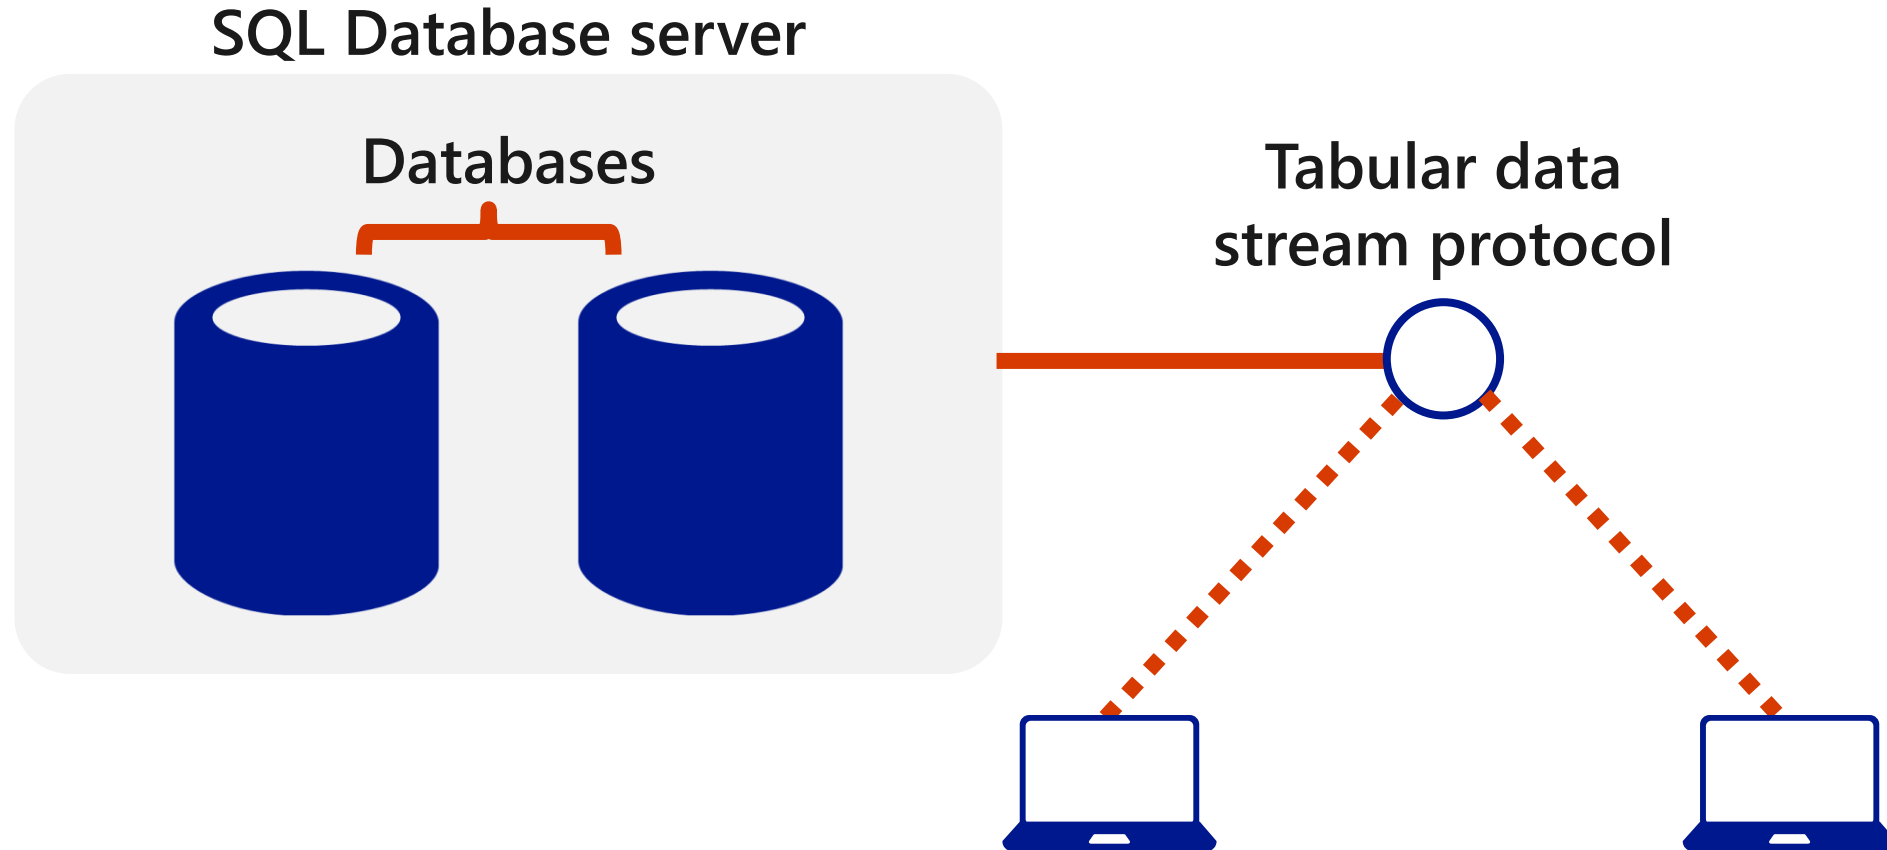 SQL Database server
Databases
Tabular data
stream protocol